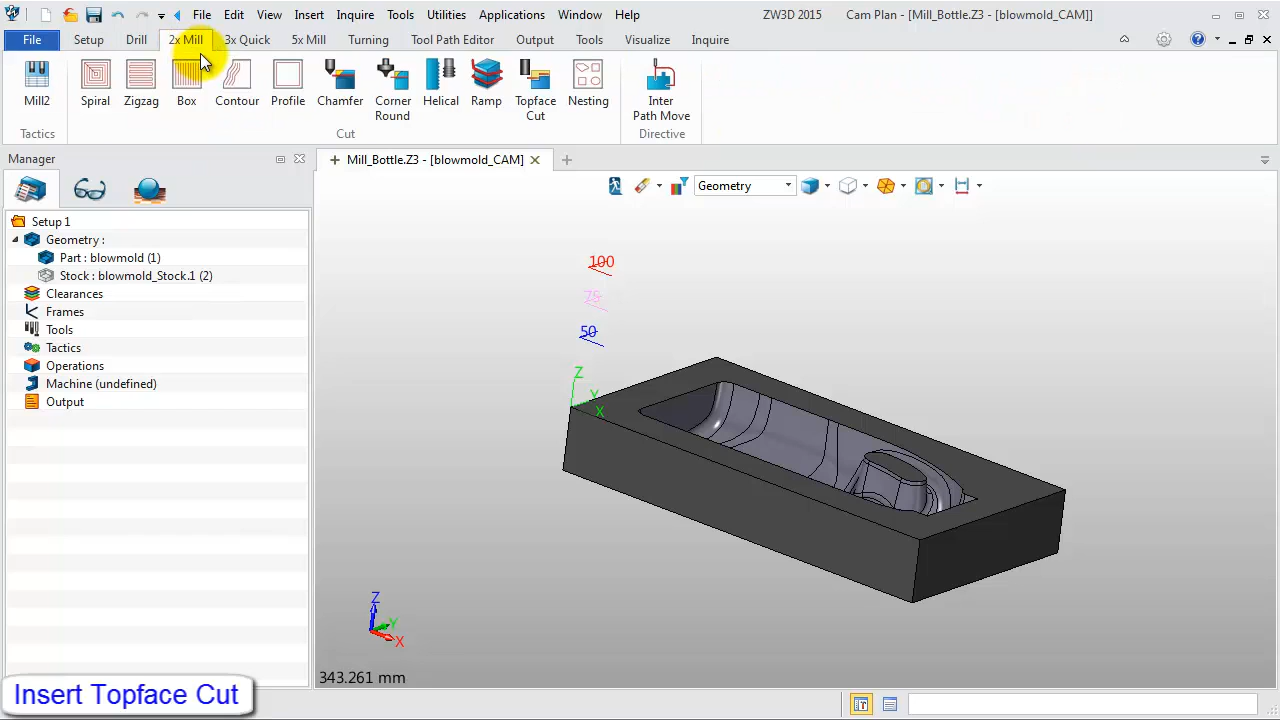 File Edit View Insert Inquire Tools Utilities Applications Window Help ZW3D 2015 Cam Plan - [Mill_Bottle.Z3 - [blowmold_CAM]]
File Setup Drill 2x Mill 3x Quick 5x Mill Turning Tool Path Editor Output Tools Visualize Inquire
Mill2 Spiral Zigzag Box Contour Profile Chamfer Corner Round Helical Ramp Topface Cut Nesting Inter Path Move
Tactics Cut Directive
Manager
Mill_Bottle.Z3 - [blowmold_CAM]
Geometry
Setup 1
Geometry :
Part : blowmold (1)
Stock : blowmold_Stock.1 (2)
Clearances
Frames
Tools
Tactics
Operations
Machine (undefined)
Output
100
75
50
Z
Y
X
Z
Y
X
343.261 mm
Insert Topface Cut